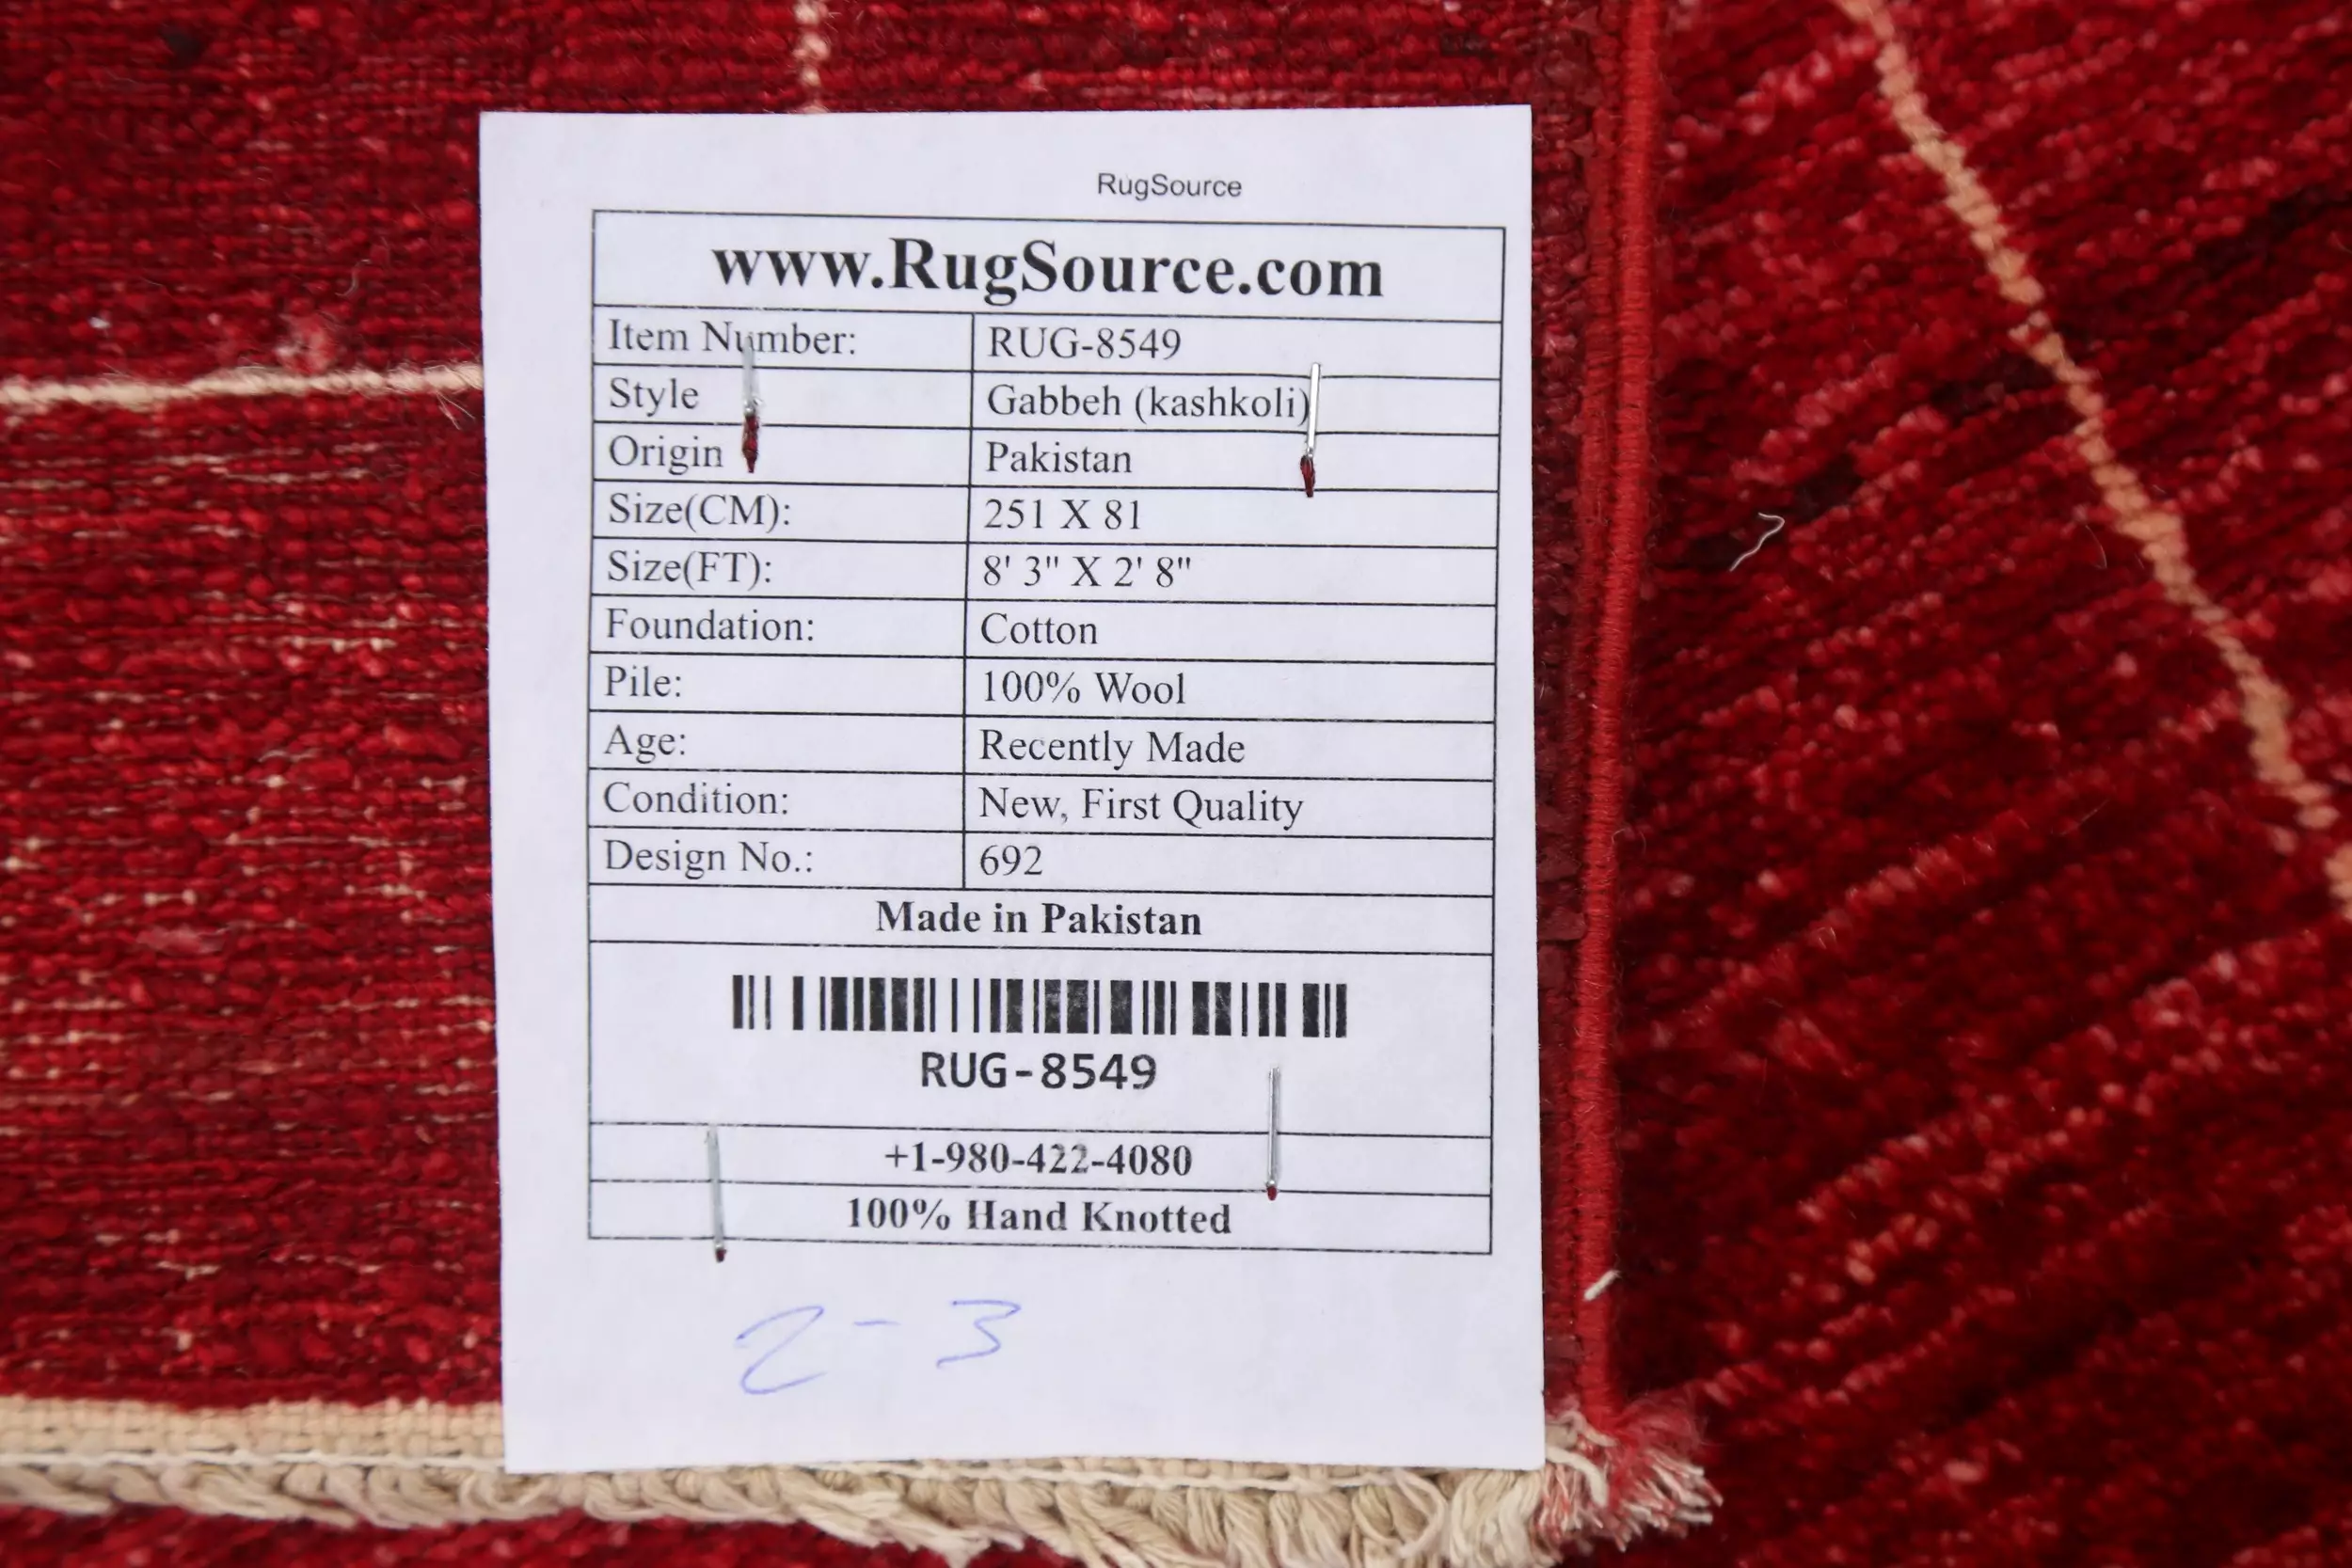 RugSource
www.RugSource.com
Item Number: RUG-8549
Style Gabbeh (kashkoli)
Origin Pakistan
Size(CM): 251 X 81
Size(FT): 8' 3" X 2' 8"
Foundation: Cotton
Pile: 100% Wool
Age: Recently Made
Condition: New, First Quality
Design No.: 692
Made in Pakistan
RUG-8549
+1-980-422-4080
100% Hand Knotted
2-3